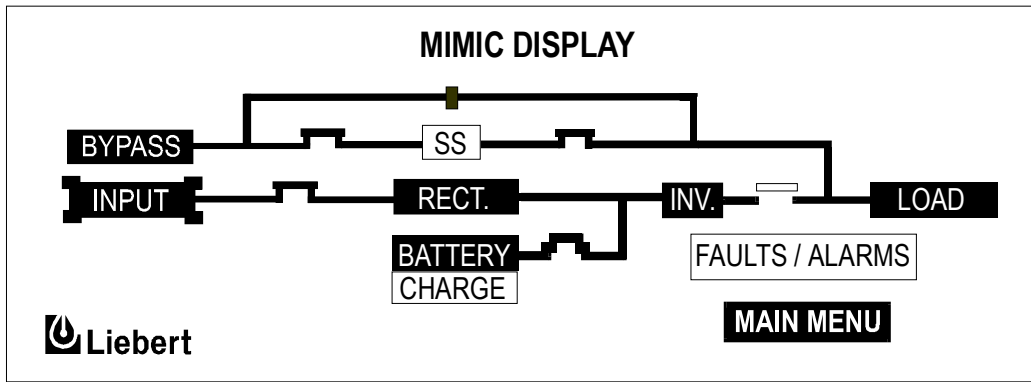 MIMIC DISPLAY
BYPASS
SS
INPUT
RECT.
INV.
LOAD
BATTERY
CHARGE
FAULTS / ALARMS
MAIN MENU
Liebert